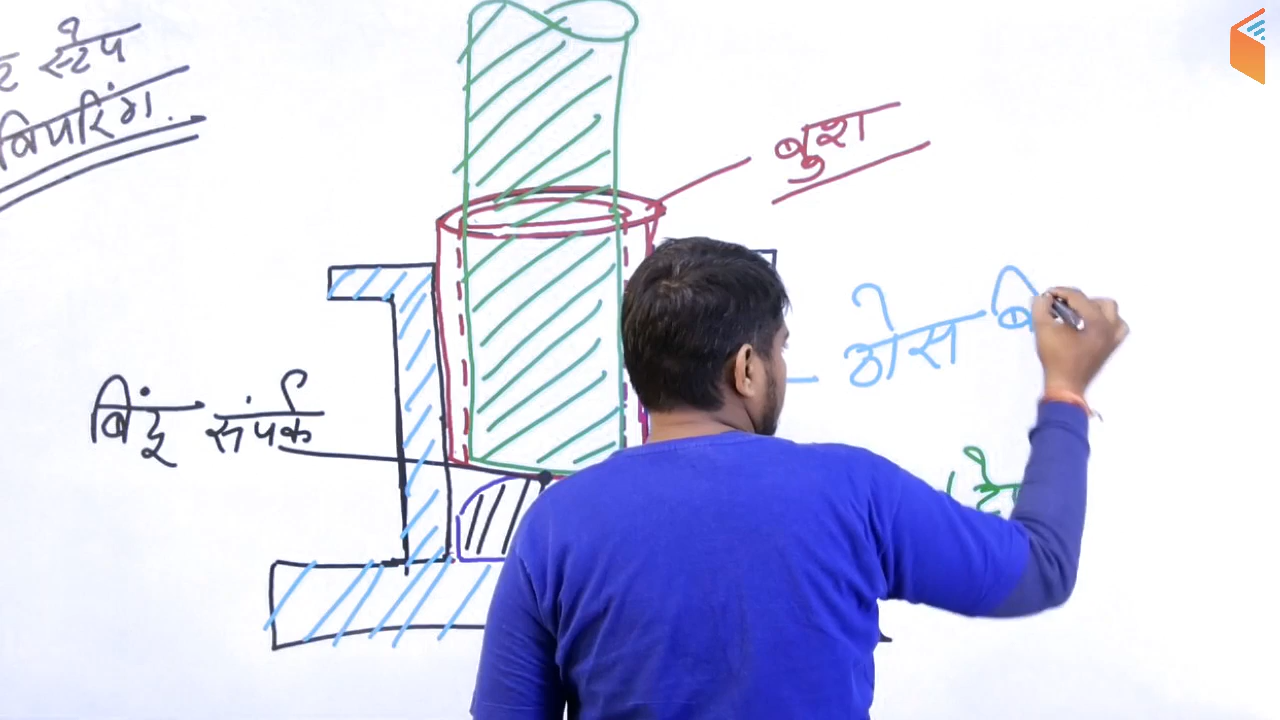 स्टेप
बियरिंग.
बुश
ठोस
बिंदु संपर्क